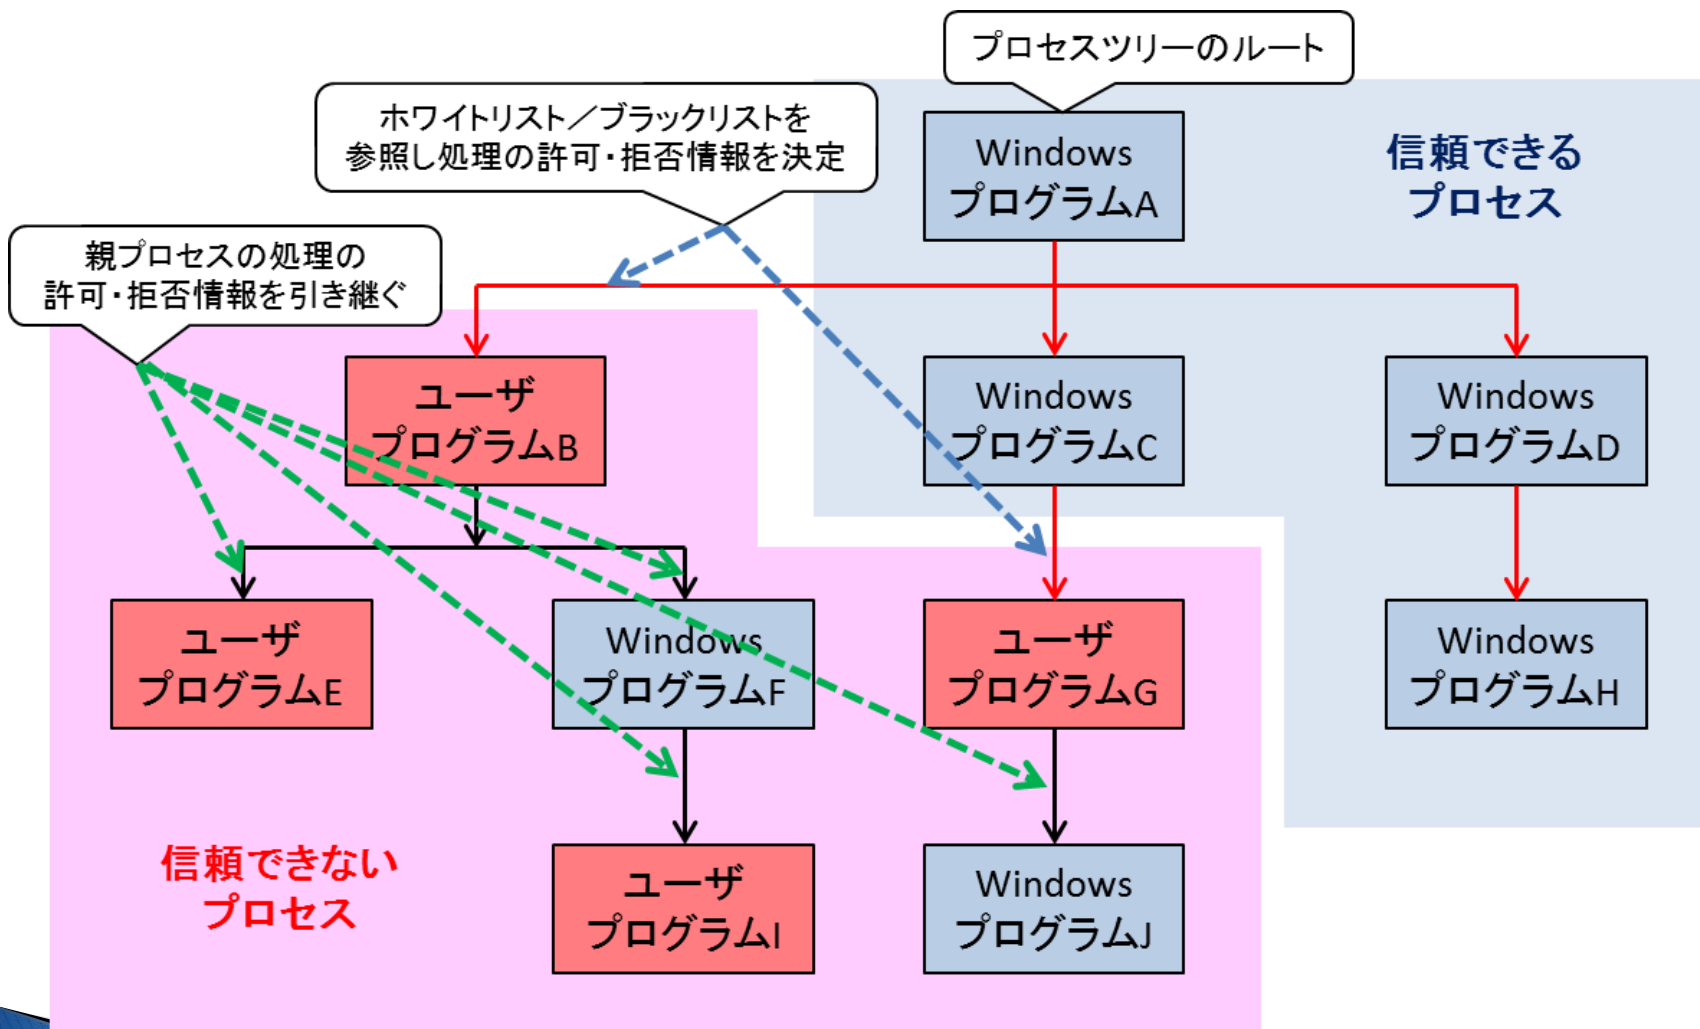 プロセスツリーのルート
ホワイトリスト／ブラックリストを
参照し処理の許可・拒否情報を決定
Windows
プログラムA
信頼できる
プロセス
親プロセスの処理の
許可・拒否情報を引き継ぐ
ユーザ
プログラムB
Windows
プログラムC
Windows
プログラムD
ユーザ
プログラムE
Windows
プログラムF
ユーザ
プログラムG
Windows
プログラムH
信頼できない
プロセス
ユーザ
プログラムI
Windows
プログラムJ